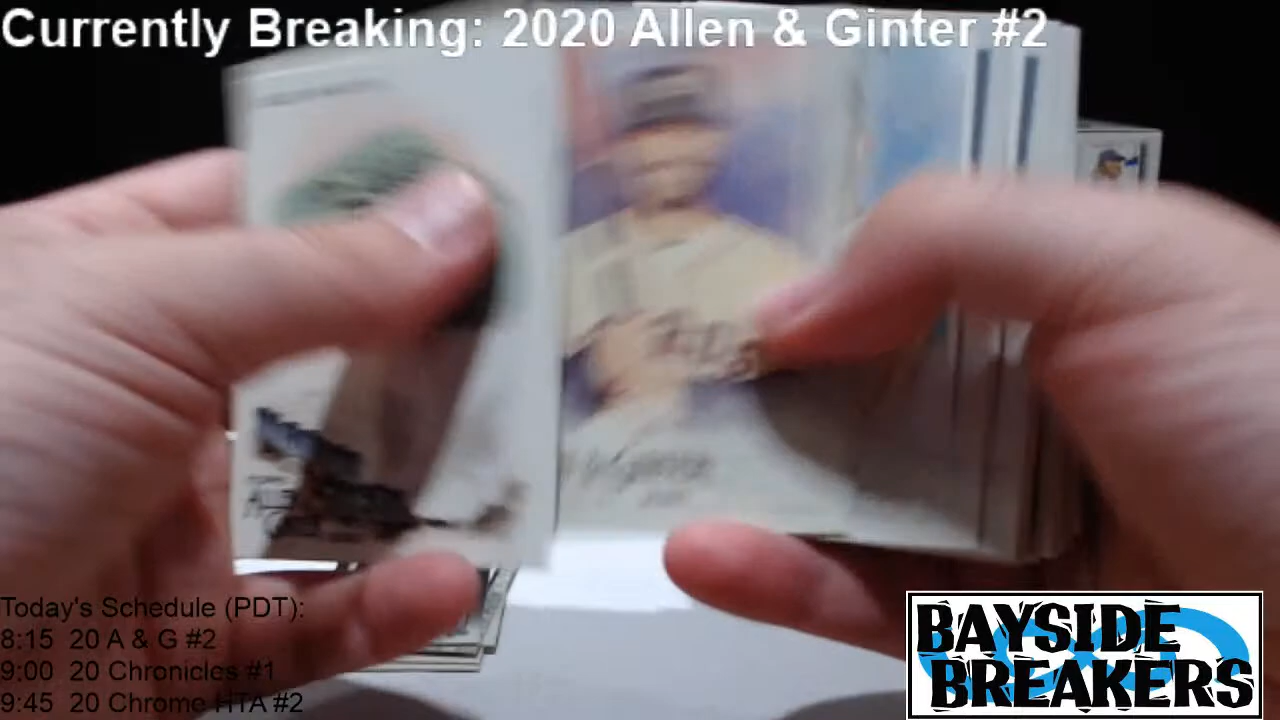 Currently Breaking: 2020 Allen & Ginter #2
Today's Schedule (PDT):
8:15 20 A & G #2
9:00 20 Chronicles #1
9:45 20 Chrome HTA #2
BAYSIDE
BREAKERS